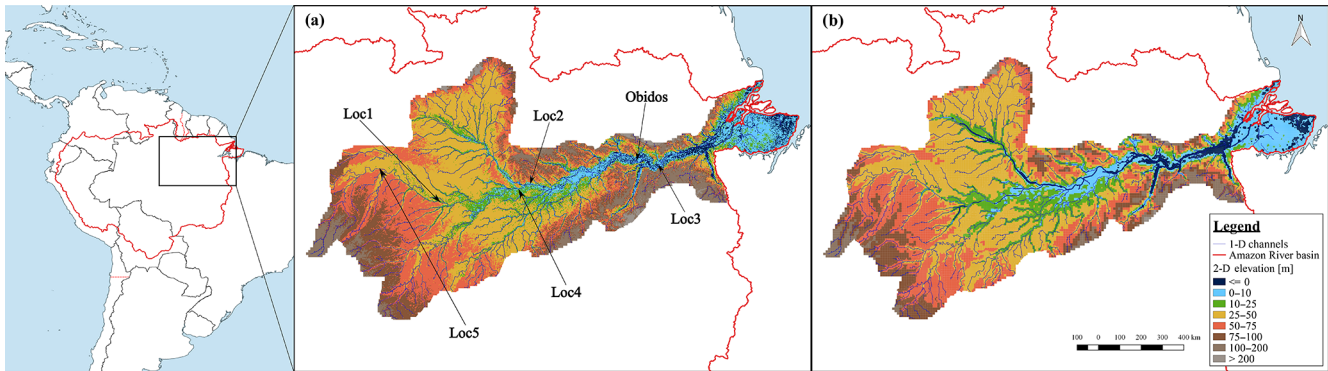 (a)
Obidos
Loc1
Loc2
Loc3
Loc4
Loc5
(b)
N
Legend
1-D channels
Amazon River basin
2-D elevation [m]
<= 0
0–10
10–25
25–50
50–75
75–100
100–200
> 200
100 0 100 200 300 400 km